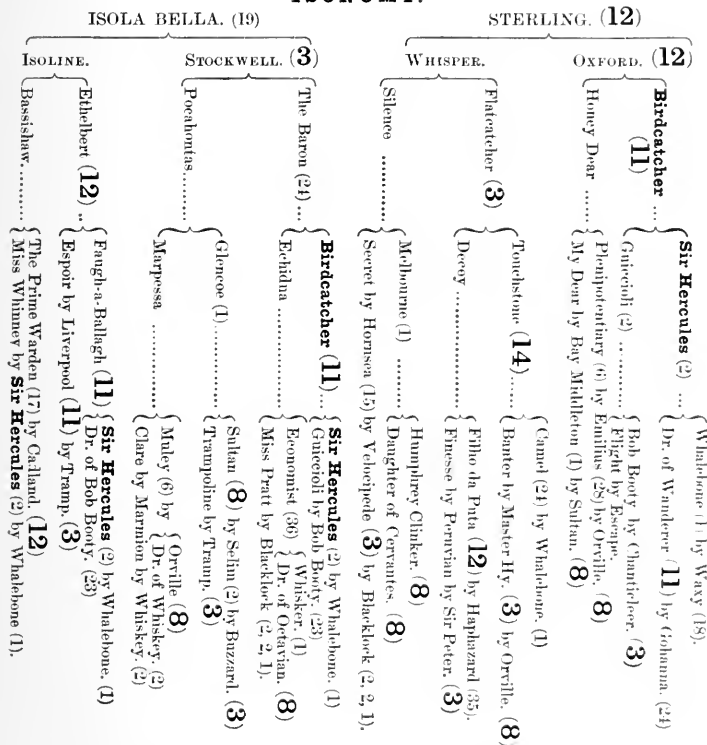 ISONOMY.
ISOLA BELLA. (19)
STERLING. (12)
ISOLINE.
STOCKWELL. (3)
WHISPER.
OXFORD. (12)
Birdcatcher (11)
Honey Dear
Flatcatcher (3)
Silence
The Baron (24)
Pocahontas
Ethelbert (12)
Bassishaw
Sir Hercules (2)
Guiccioli (2)
Plenipotentiary (6) by Emilius (28) by Orville. (8)
My Dear by Bay Middleton (1) by Sultan. (8)
Touchstone (14)
Decoy
Melbourne (1)
Secret by Hornsea (15) by Velocipede (3) by Blacklock (2, 2, 1).
Birdcatcher (11)
Echidna
Glencoe (1)
Marpessa
Faugh-a-Ballagh (11)
Espoir by Liverpool (11) by Tramp. (3)
The Prime Warden (17) by Cadland. (12)
Miss Whinney by Sir Hercules (2) by Whalebone (1).
Whalebone (1) by Waxy (18).
Dr. of Wanderer (11) by Gohanna. (24)
Bob Booty by Chanticleer. (3)
Flight by Escape.
Camel (24) by Whalebone. (1)
Banter by Master Hy. (3) by Orville. (8)
Filho da Puta (12) by Haphazard (35).
Finesse by Peruvian by Sir Peter. (3)
Humphrey Clinker. (8)
Daughter of Cervantes. (8)
Sir Hercules (2) by Whalebone. (1)
Guiccioli by Bob Booty. (23)
Economist (36)
Whisker. (1)
Dr. of Octavian. (8)
Miss Pratt by Blacklock (2, 2, 1).
Sultan (8) by Selim (2) by Buzzard. (3)
Trampoline by Tramp. (3)
Muley (6) by
Orville (8)
Dr. of Whiskey. (2)
Clare by Marmion by Whiskey. (2)
Sir Hercules (2) by Whalebone. (1)
Dr. of Bob Booty. (23)